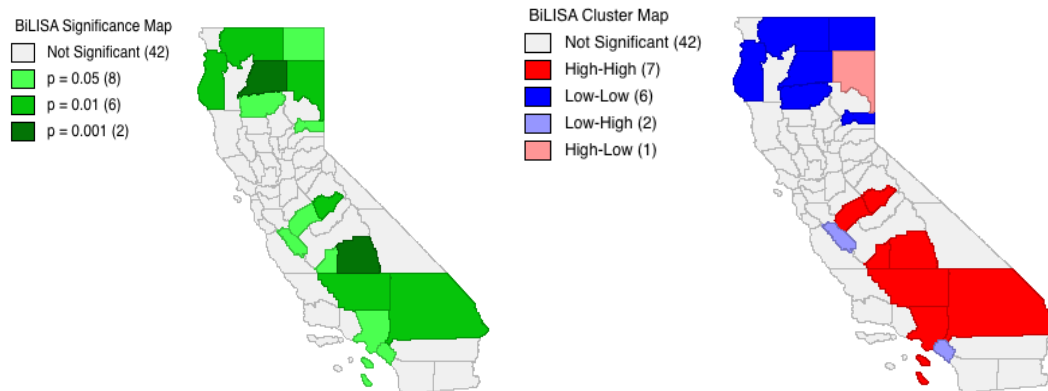 BiLISA Significance Map
Not Significant (42)
p = 0.05 (8)
p = 0.01 (6)
p = 0.001 (2)
BiLISA Cluster Map
Not Significant (42)
High-High (7)
Low-Low (6)
Low-High (2)
High-Low (1)